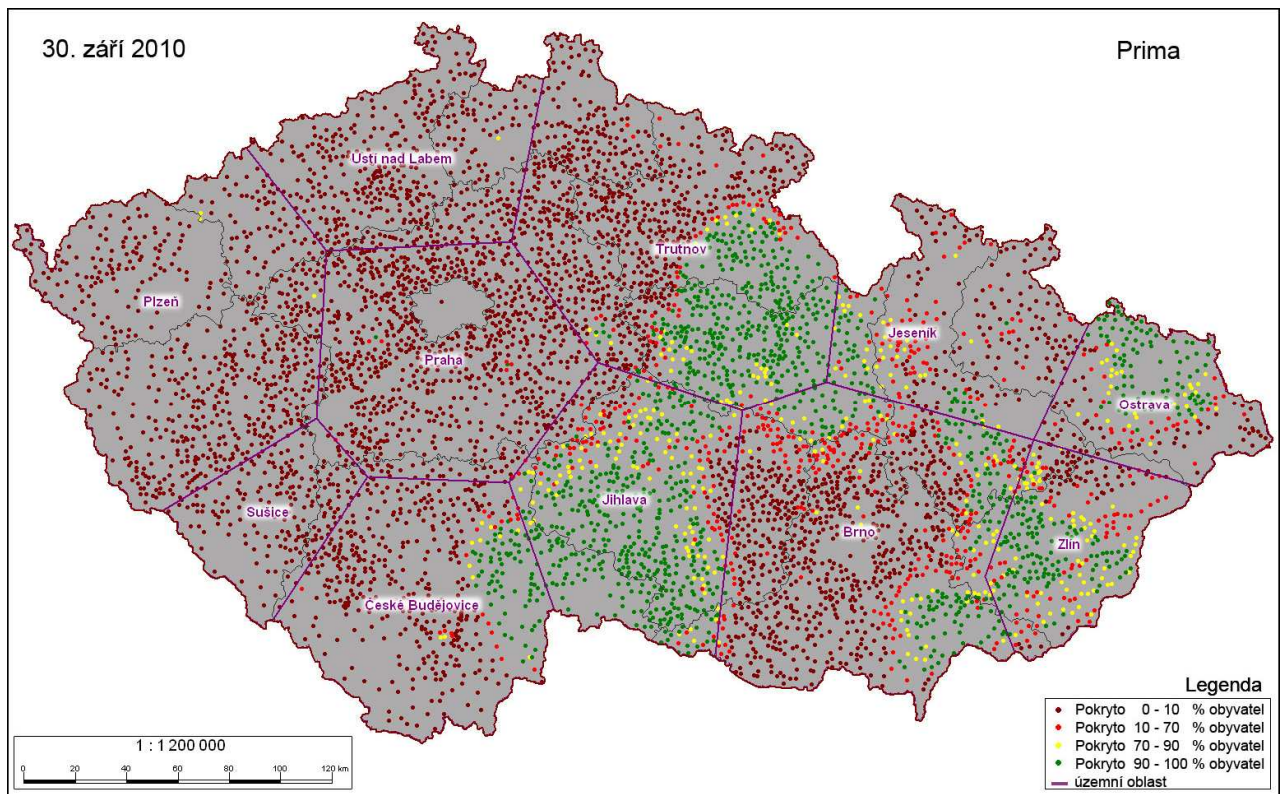 30. září 2010
Prima
Ústí nad Labem
Trutnov
Plzeň
Jeseník
Praha
Ostrava
Jihlava
Sušice
Brno
Zlín
České Budějovice
Legenda
Pokryto 0 - 10 % obyvatel
Pokryto 10 - 70 % obyvatel
Pokryto 70 - 90 % obyvatel
Pokryto 90 - 100 % obyvatel
územní oblast
1 : 1 200 000
0 20 40 60 80 100 120 km